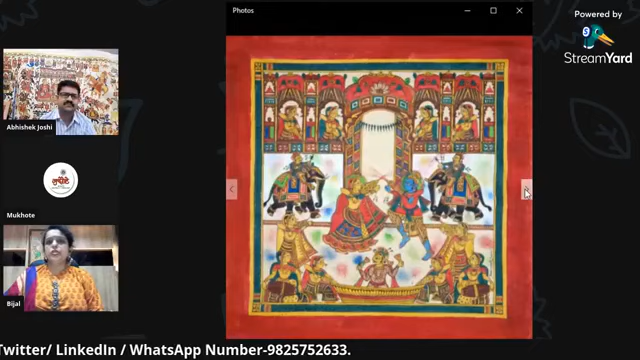 Photos
Powered by
StreamYard
Abhishek Joshi
मुखोटे
Mukhote
Bijal
Twitter/ LinkedIn / WhatsApp Number-9825752633.